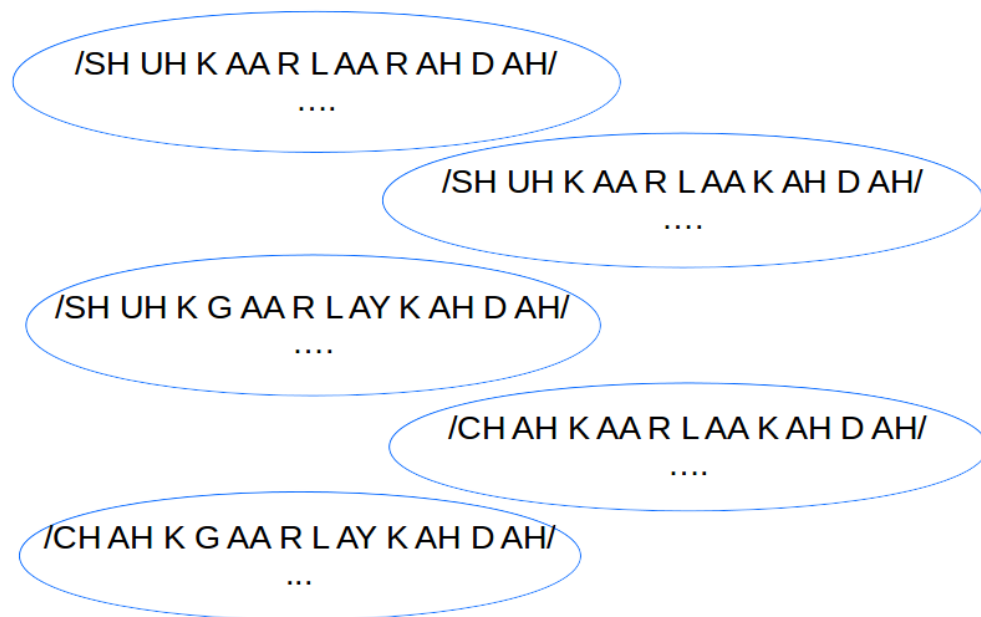 /SH UH K AA R L AA R AH D AH/
....
/SH UH K AA R L AA K AH D AH/
....
/SH UH K G AA R L AY K AH D AH/
....
/CH AH K AA R L AA K AH D AH/
....
/CH AH K G AA R L AY K AH D AH/
...